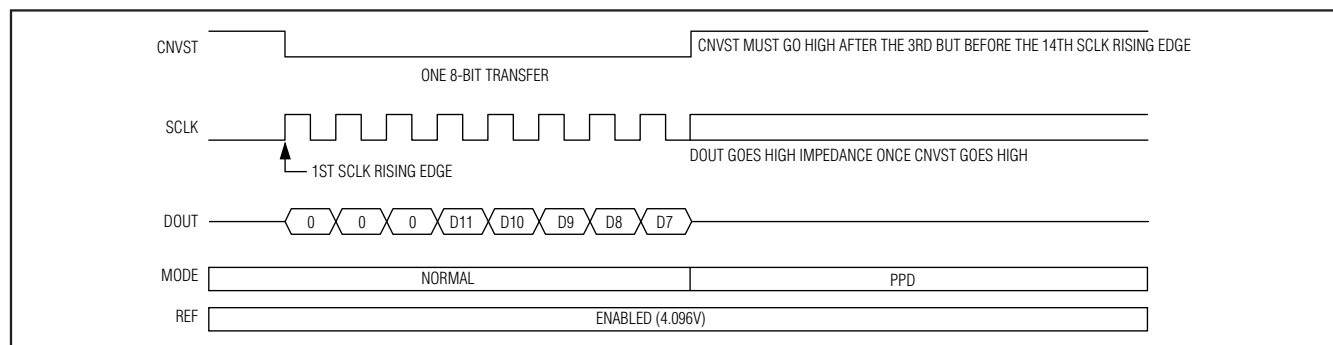 CNVST
CNVST MUST GO HIGH AFTER THE 3RD BUT BEFORE THE 14TH SCLK RISING EDGE
ONE 8-BIT TRANSFER
SCLK
DOUT GOES HIGH IMPEDANCE ONCE CNVST GOES HIGH
1ST SCLK RISING EDGE
DOUT 0 0 0 D11 D10 D9 D8 D7
MODE NORMAL PPD
REF ENABLED (4.096V)